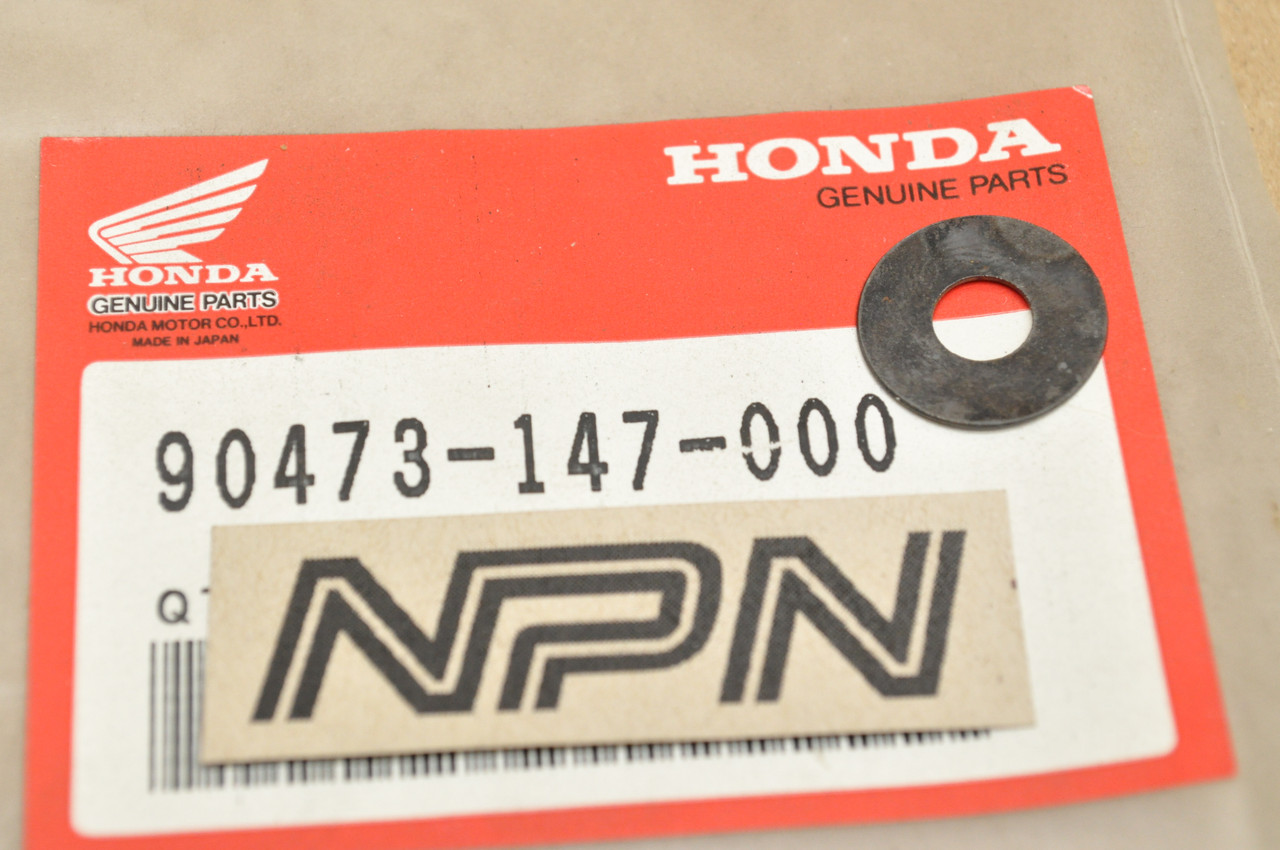 HONDA
GENUINE PARTS
HONDA
GENUINE PARTS
HONDA MOTOR CO.,LTD.
MADE IN JAPAN
90473-147-000
NPN